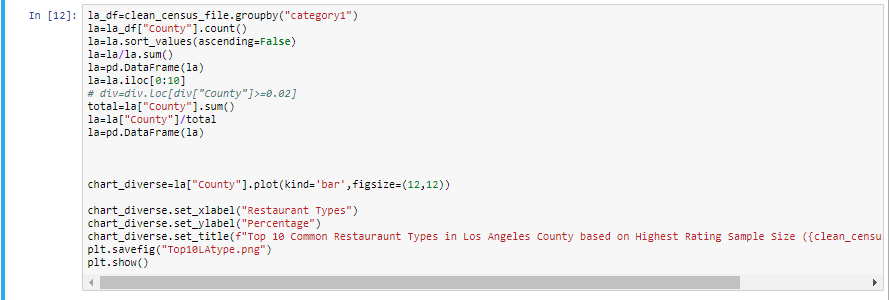 In [12]: la_df=clean_census_file.groupby("category1")
la=la_df["County"].count()
la=la.sort_values(ascending=False)
la=la/la.sum()
la=pd.DataFrame(la)
la=la.iloc[0:10]
# div=div.loc[div["County"]>=0.02]
total=la["County"].sum()
la=la["County"]/total
la=pd.DataFrame(la)
chart_diverse=la["County"].plot(kind='bar',figsize=(12,12))
chart_diverse.set_xlabel("Restaurant Types")
chart_diverse.set_ylabel("Percentage")
chart_diverse.set_title(f"Top 10 Common Restauraunt Types in Los Angeles County based on Highest Rating Sample Size ({clean_censu
plt.savefig("Top10LAtype.png")
plt.show()